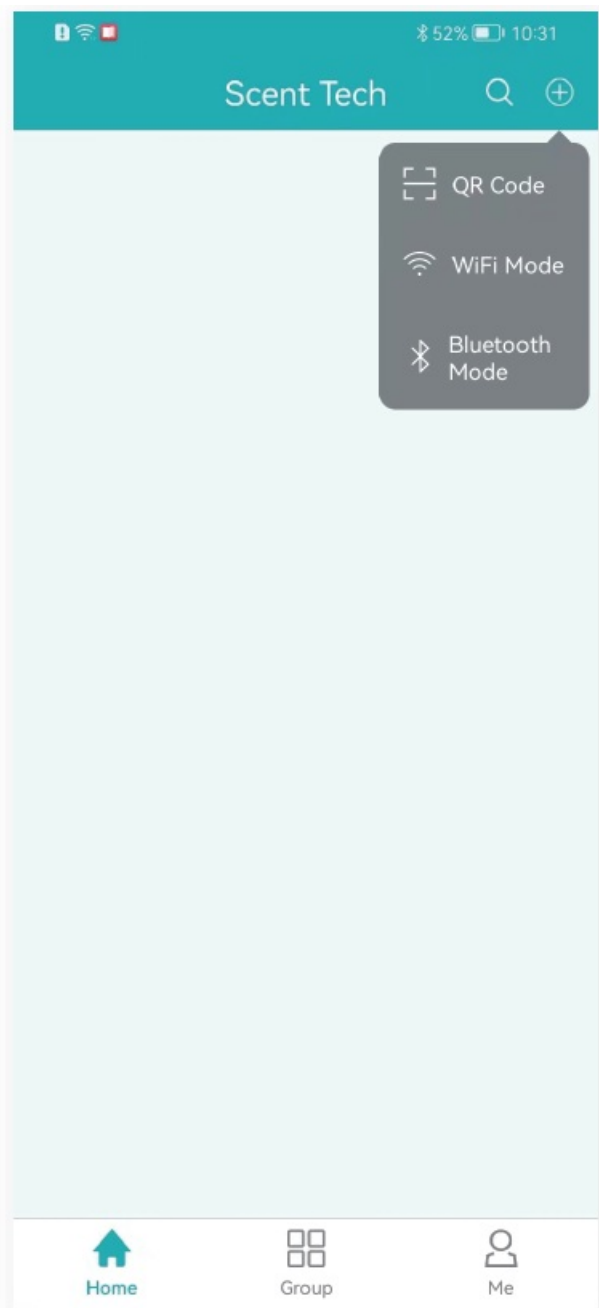 52% 10:31
Scent Tech
QR Code
WiFi Mode
Bluetooth
Mode
Home Group Me